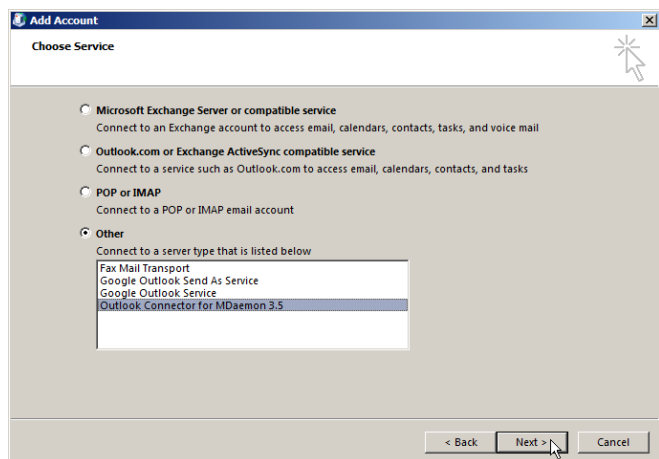 Add Account
Choose Service
Microsoft Exchange Server or compatible service
Connect to an Exchange account to access email, calendars, contacts, tasks, and voice mail
Outlook.com or Exchange ActiveSync compatible service
Connect to a service such as Outlook.com to access email, calendars, contacts, and tasks
POP or IMAP
Connect to a POP or IMAP email account
Other
Connect to a server type that is listed below
Fax Mail Transport
Google Outlook Send As Service
Google Outlook Service
Outlook Connector for MDaemon 3.5
< Back Next > Cancel